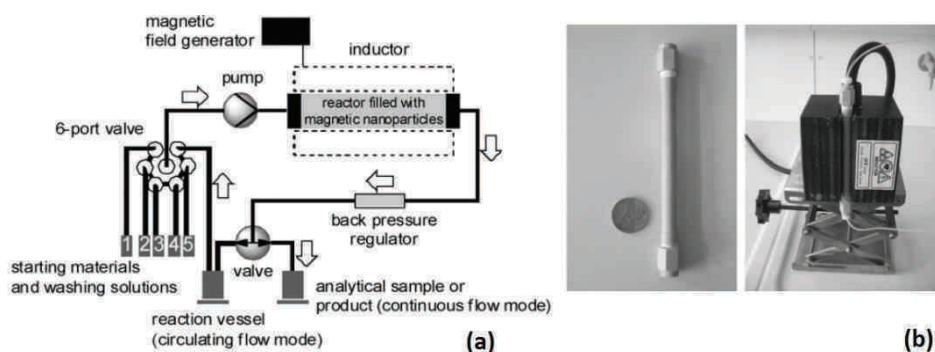 magnetic
field generator
inductor
pump
reactor filled with
magnetic nanoparticles
6-port valve
back pressure
regulator
1 2 3 4 5
valve
starting materials
and washing solutions
analytical sample or
product (continuous flow mode)
reaction vessel
(circulating flow mode)
(a)
(b)